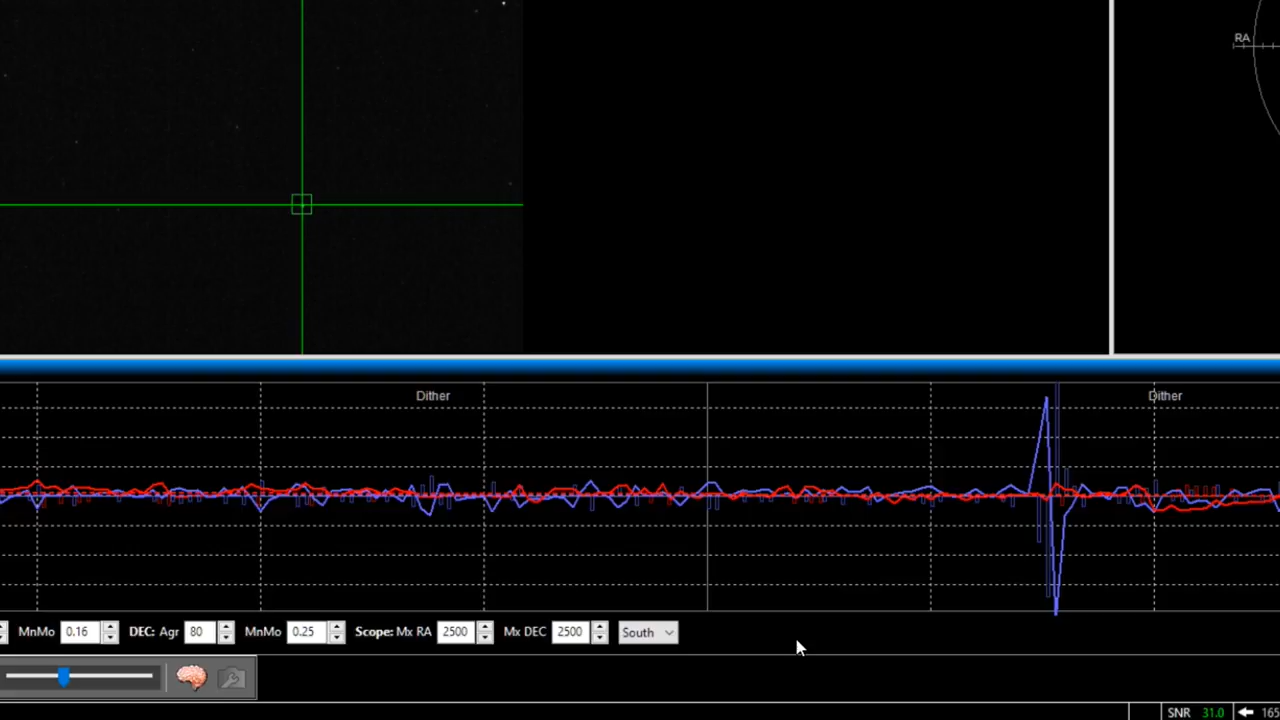 RA
Dither
Dither
MnMo 0.16 DEC: Agr 80 MnMo 0.25 Scope: Mx RA 2500 Mx DEC 2500 South
SNR 31.0 165